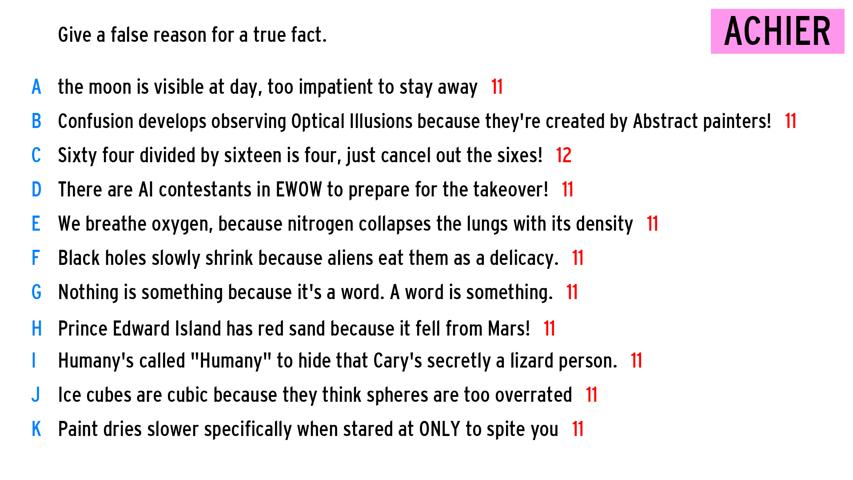 Give a false reason for a true fact.
ACHIER
A the moon is visible at day, too impatient to stay away 11
B Confusion develops observing Optical Illusions because they're created by Abstract painters! 11
C Sixty four divided by sixteen is four, just cancel out the sixes! 12
D There are AI contestants in EWOW to prepare for the takeover! 11
E We breathe oxygen, because nitrogen collapses the lungs with its density 11
F Black holes slowly shrink because aliens eat them as a delicacy. 11
G Nothing is something because it's a word. A word is something. 11
H Prince Edward Island has red sand because it fell from Mars! 11
I Humany's called "Humany" to hide that Cary's secretly a lizard person. 11
J Ice cubes are cubic because they think spheres are too overrated 11
K Paint dries slower specifically when stared at ONLY to spite you 11